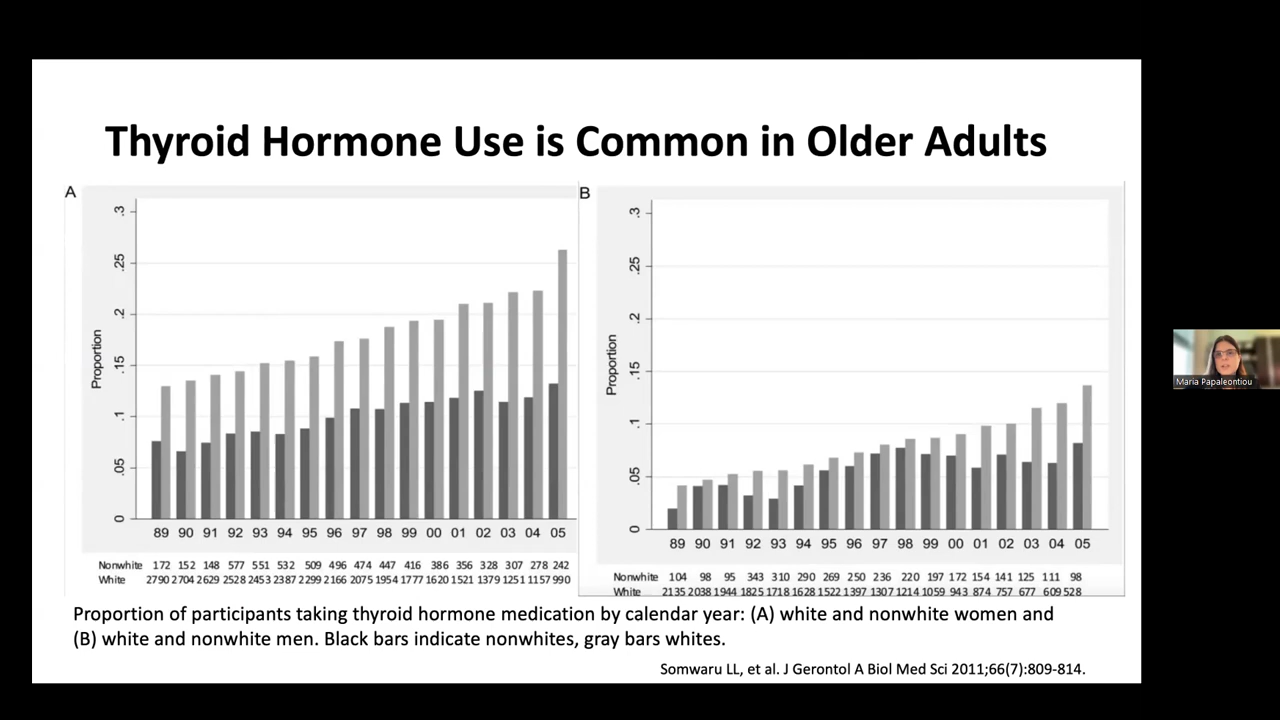 Thyroid Hormone Use is Common in Older Adults
A
.3
.25
.2
.15
.1
.05
0
Proportion
89 90 91 92 93 94 95 96 97 98 99 00 01 02 03 04 05
Nonwhite 172 152 148 577 551 532 509 496 474 447 416 386 356 328 307 278 242
White 2790 2704 2629 2528 2453 2387 2299 2166 2075 1954 1777 1620 1521 1379 1251 1157 990
B
.3
.25
.2
.15
.1
.05
0
Proportion
89 90 91 92 93 94 95 96 97 98 99 00 01 02 03 04 05
Nonwhite 104 98 95 343 310 290 269 250 236 220 197 172 154 141 125 111 98
White 2135 2038 1944 1825 1718 1628 1522 1397 1307 1214 1059 943 874 757 677 609 528
Proportion of participants taking thyroid hormone medication by calendar year: (A) white and nonwhite women and
(B) white and nonwhite men. Black bars indicate nonwhites, gray bars whites.
Somwaru LL, et al. J Gerontol A Biol Med Sci 2011;66(7):809-814.
Maria Papaleontiou